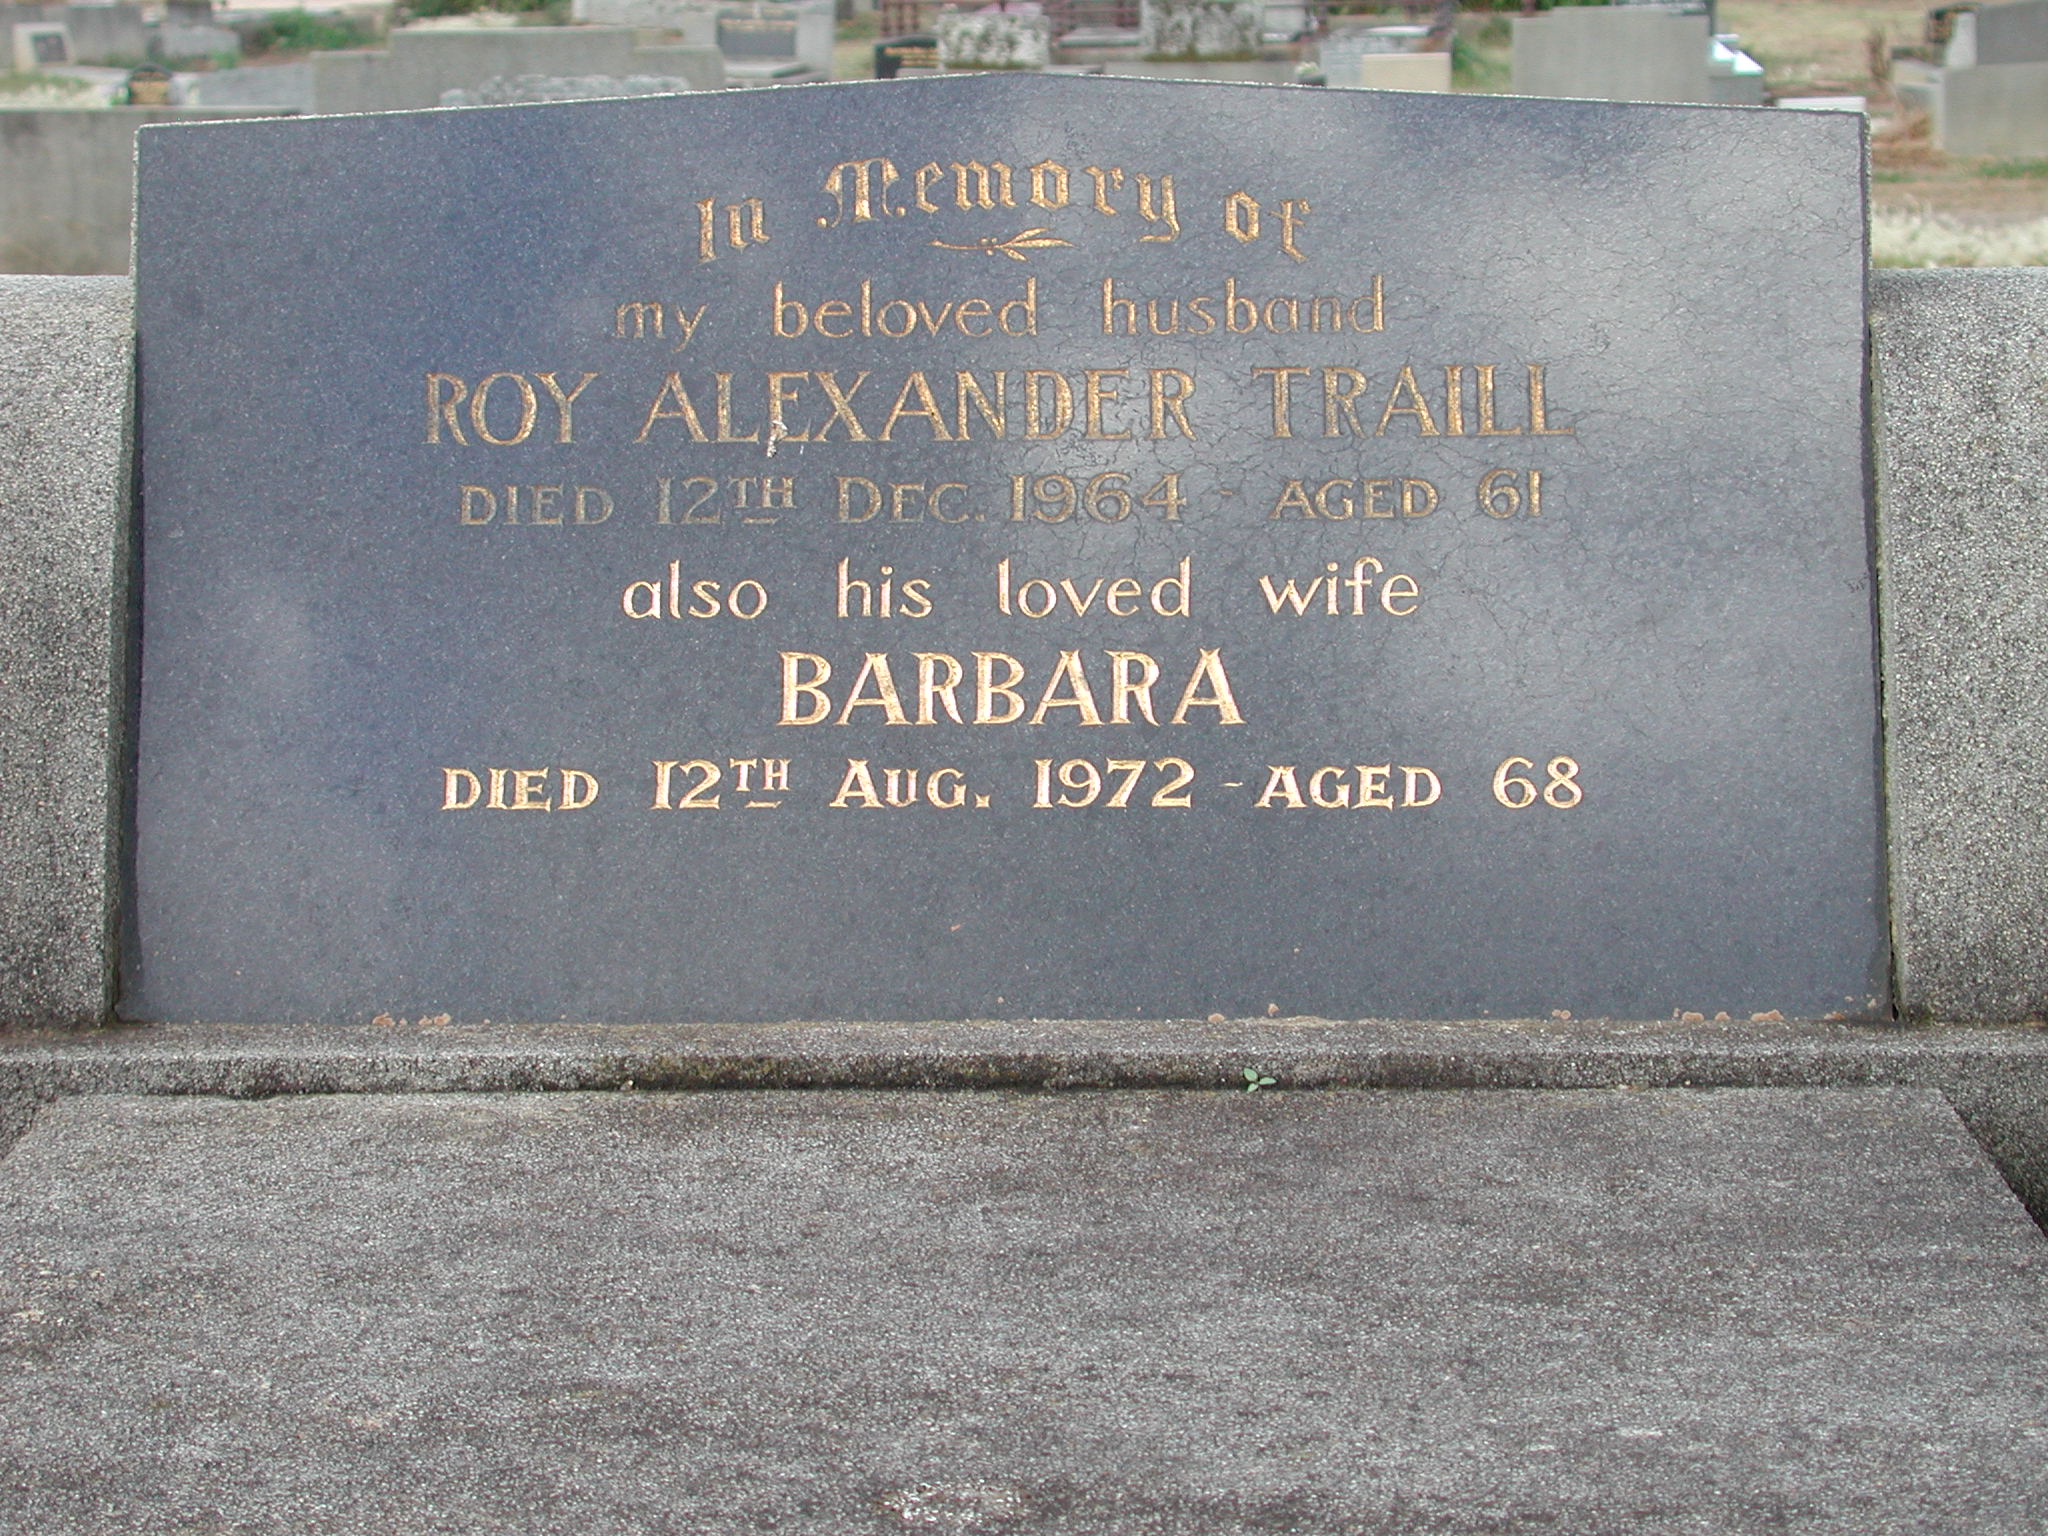 In Memory of
my beloved husband
ROY ALEXANDER TRAILL
DIED 12TH DEC. 1964 - AGED 61
also his loved wife
BARBARA
DIED 12TH AUG. 1972 - AGED 68